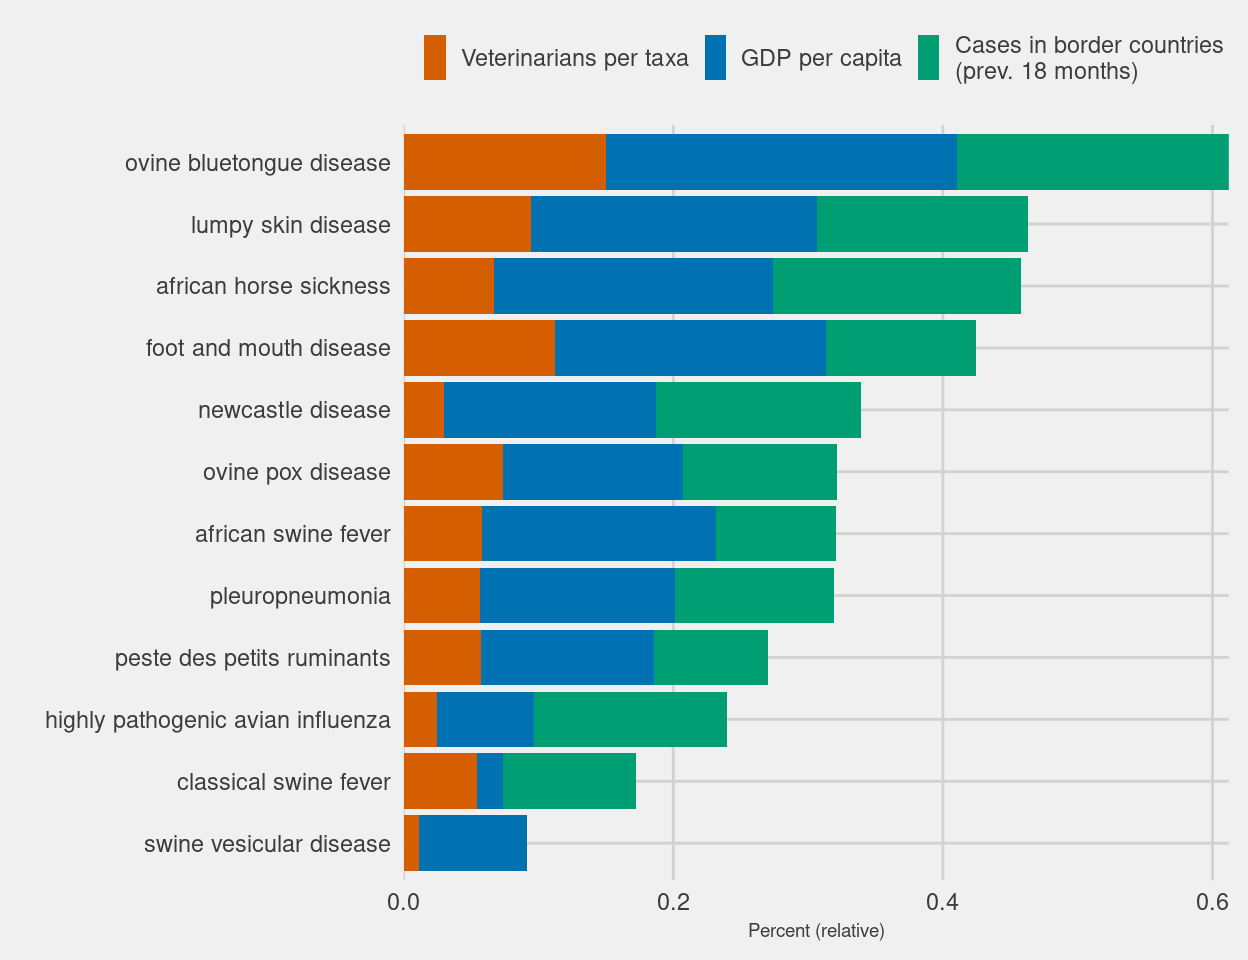 Veterinarians per taxa
GDP per capita
Cases in border countries
(prev. 18 months)
ovine bluetongue disease
lumpy skin disease
african horse sickness
foot and mouth disease
newcastle disease
ovine pox disease
african swine fever
pleuropneumonia
peste des petits ruminants
highly pathogenic avian influenza
classical swine fever
swine vesicular disease
0.0
0.2
0.4
0.6
Percent (relative)